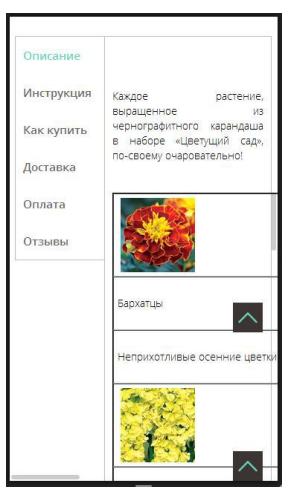 Описание
Инструкция
Как купить
Доставка
Оплата
Отзывы
Каждое растение,
выращенное из
чернографитного карандаша
в наборе «Цветущий сад»,
по-своему очаровательно!
Бархатцы
Неприхотливые осенние цветки